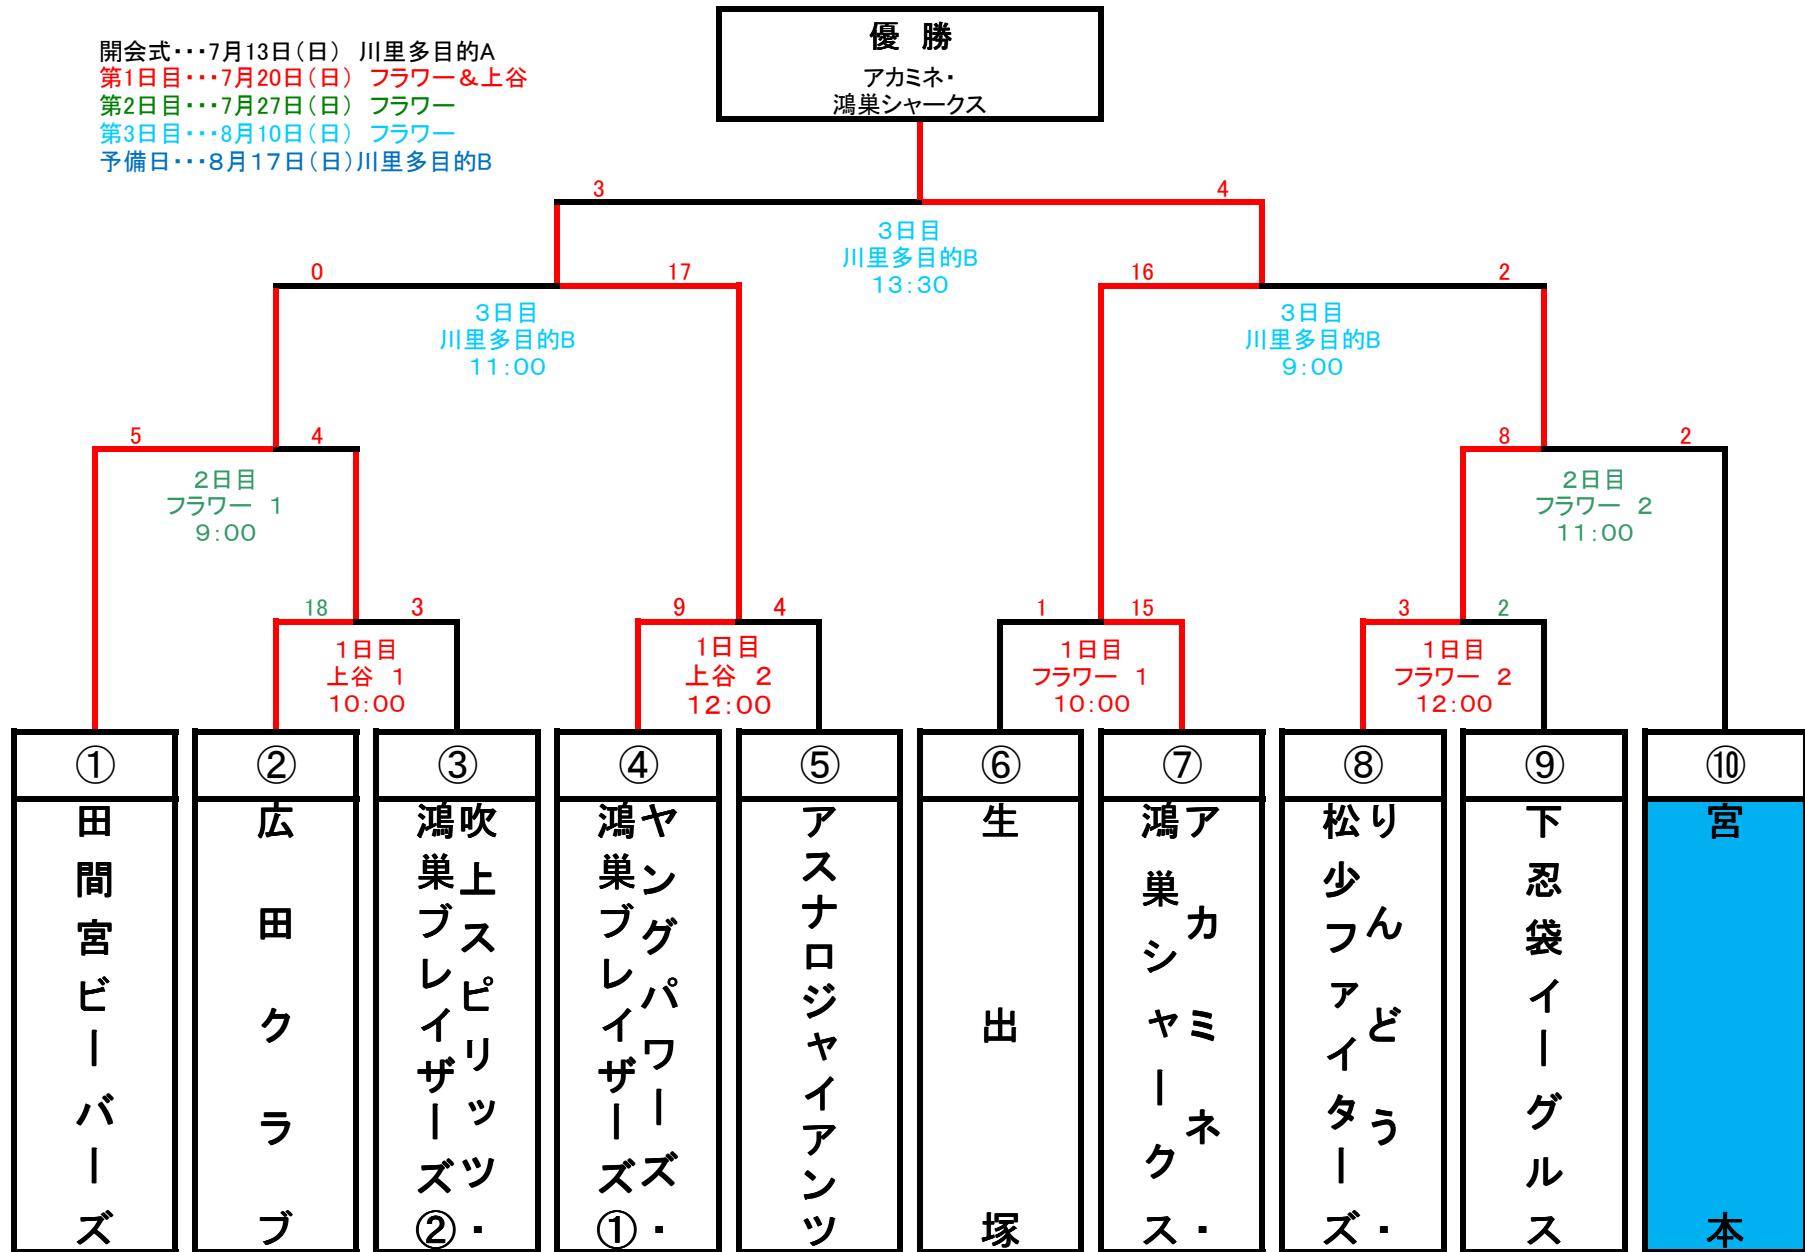 優 勝
アカミネ・
鴻巣シャークス
開会式・・・7月13日（日） 川里多目的A
第1日目・・・7月20日（日） フラワー＆上谷
第2日目・・・7月27日（日） フラワー
第3日目・・・8月10日（日） フラワー
予備日・・・８月１７日（日）川里多目的B
3
4
３日目
川里多目的B
１３：３０
0
17
３日目
川里多目的B
１１：００
16
2
３日目
川里多目的B
９：００
5
4
２日目
フラワー １
９：００
8
2
２日目
フラワー ２
１１：００
18
3
１日目
上谷 １
１０：００
9
4
１日目
上谷 ２
１２：００
1
15
１日目
フラワー １
１０：００
3
2
１日目
フラワー ２
１２：００
①
田間宮ビーバーズ
②
広田クラブ
③
吹上スピリッツ・
鴻巣ブレイザーズ②
④
ヤングパワーズ・
鴻巣ブレイザーズ①
⑤
アスナロジャイアンツ
⑥
生出塚
⑦
アカミネ・
鴻巣シャークス
⑧
りんどう・
松少ファイターズ
⑨
下忍袋イーグルス
⑩
宮本